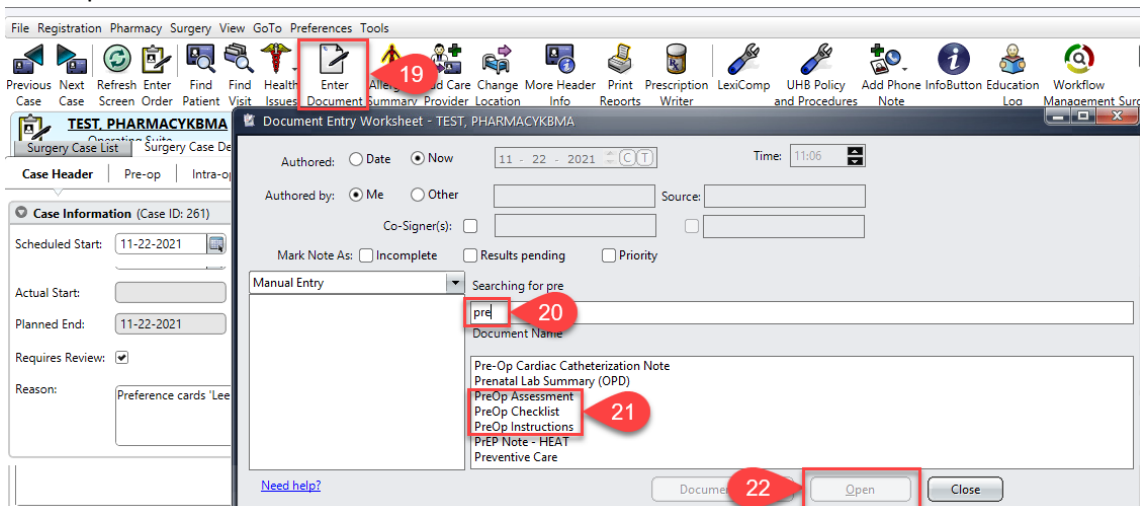 File Registration Pharmacy Surgery View GoTo Preferences Tools
19
Previous Next Refresh Enter Find Find Health Enter Care Change More Header Print Prescription LexiComp UHB Policy Add Phone InfoButton Education Workflow
Case Case Screen Order Patient Visit Issues Document Summary Provider Location Info Reports Writer and Procedures Note Log Management Surg
TEST, PHARMACYKBMA
Document Entry Worksheet - TEST, PHARMACYKBMA
Surgery Case List Surgery Case De
Case Header Pre-op Intra-o
Authored: Date Now 11 - 22 - 2021 C T Time: 11:06
Authored by: Me Other Source:
Case Information (Case ID: 261)
Co-Signer(s):
Scheduled Start: 11-22-2021
Mark Note As: Incomplete Results pending Priority
Manual Entry Searching for pre
Actual Start:
pre 20
Planned End: 11-22-2021
Document Name
Requires Review:
Pre-Op Cardiac Catheterization Note
Prenatal Lab Summary (OPD)
Reason: Preference cards 'Lee
PreOp Assessment
PreOp Checklist 21
PreOp Instructions
PrEP Note - HEAT
Preventive Care
Need help? Docume 22 Open Close